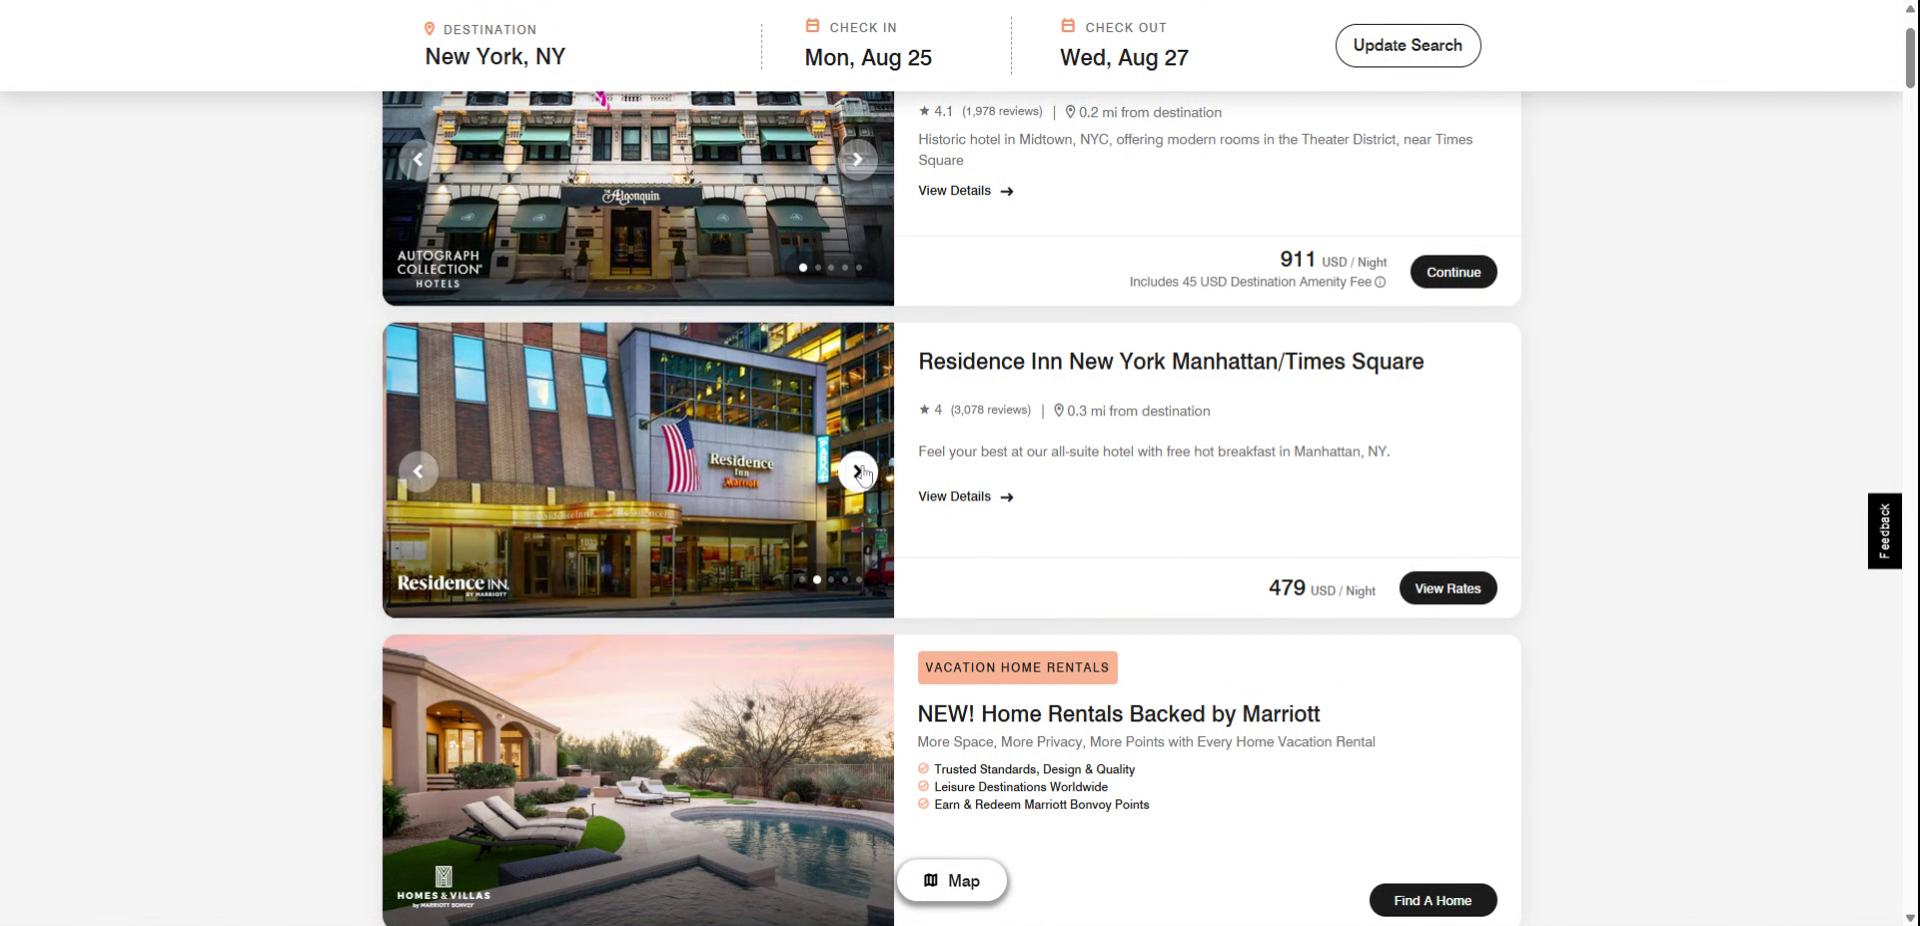 DESTINATION
New York, NY
CHECK IN
Mon, Aug 25
CHECK OUT
Wed, Aug 27
Update Search
The Algonquin
AUTOGRAPH
COLLECTION
HOTELS
4.1 (1,978 reviews) | 0.2 mi from destination
Historic hotel in Midtown, NYC, offering modern rooms in the Theater District, near Times
Square
View Details
911 USD / Night
Includes 45 USD Destination Amenity Fee
Continue
Residence
Inn
Marriott
Residence INN.
BY MARRIOTT
Residence Inn New York Manhattan/Times Square
4 (3,078 reviews) | 0.3 mi from destination
Feel your best at our all-suite hotel with free hot breakfast in Manhattan, NY.
View Details
479 USD / Night
View Rates
Feedback
HOMES & VILLAS
by MARRIOTT BONVOY
VACATION HOME RENTALS
NEW! Home Rentals Backed by Marriott
More Space, More Privacy, More Points with Every Home Vacation Rental
Trusted Standards, Design & Quality
Leisure Destinations Worldwide
Earn & Redeem Marriott Bonvoy Points
Map
Find A Home